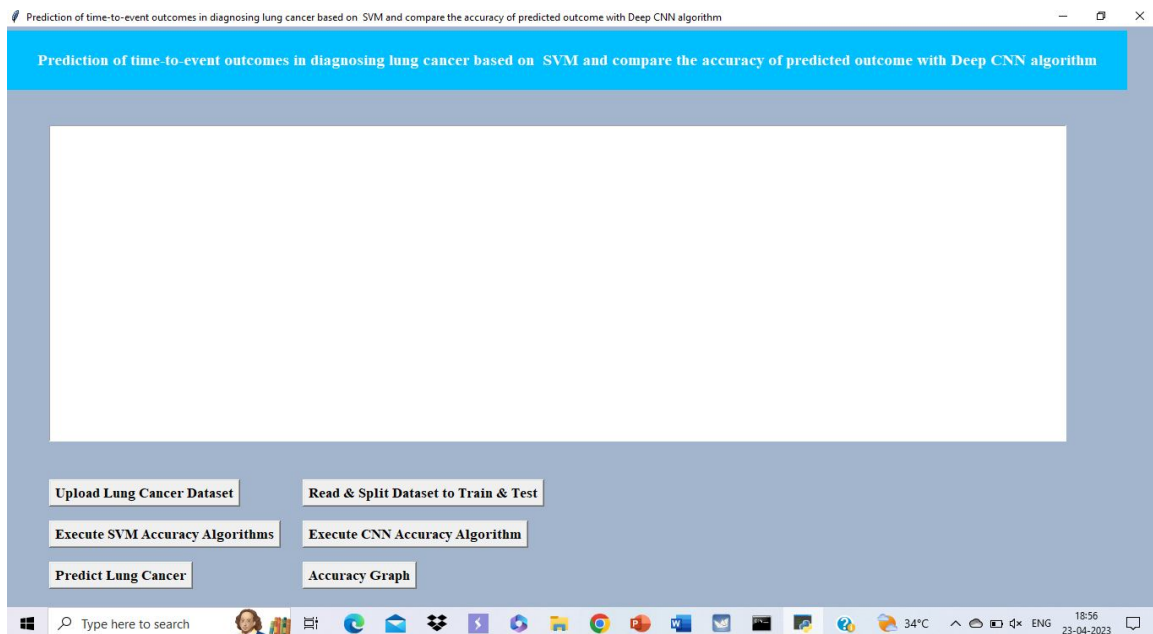 Prediction of time-to-event outcomes in diagnosing lung cancer based on  SVM and compare the accuracy of predicted outcome with Deep CNN algorithm
Prediction of time-to-event outcomes in diagnosing lung cancer based on  SVM and compare the accuracy of predicted outcome with Deep CNN algorithm
Upload Lung Cancer Dataset
Read & Split Dataset to Train & Test
Execute SVM Accuracy Algorithms
Execute CNN Accuracy Algorithm
Predict Lung Cancer
Accuracy Graph
Type here to search
34°C
ENG
18:56
23-04-2023